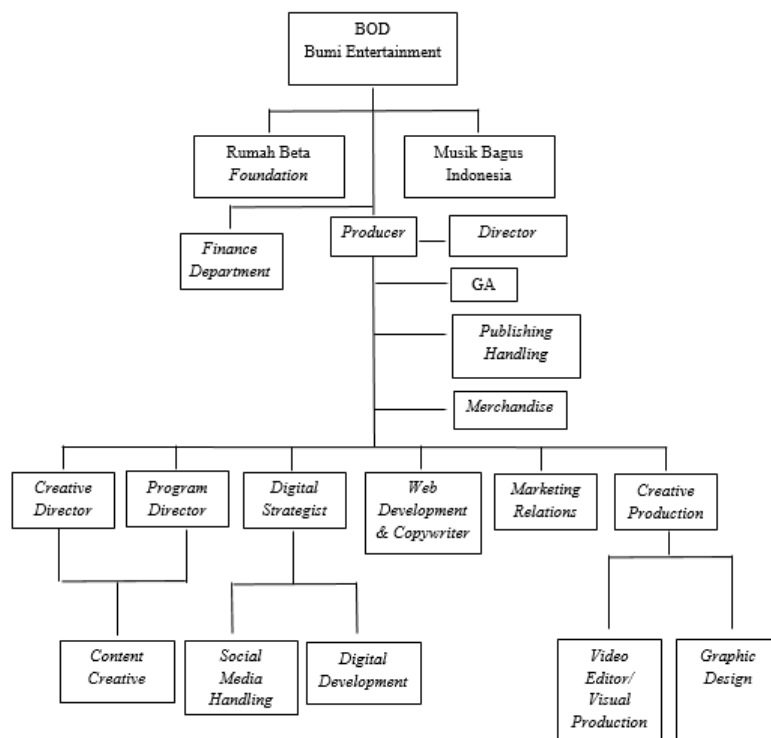 BOD
Bumi Entertainment
Rumah Beta
Foundation
Musik Bagus
Indonesia
Finance
Department
Producer
Director
GA
Publishing
Handling
Merchandise
Creative
Director
Program
Director
Digital
Strategist
Web
Development
& Copywriter
Marketing
Relations
Creative
Production
Content
Creative
Social
Media
Handling
Digital
Development
Video
Editor/
Visual
Production
Graphic
Design